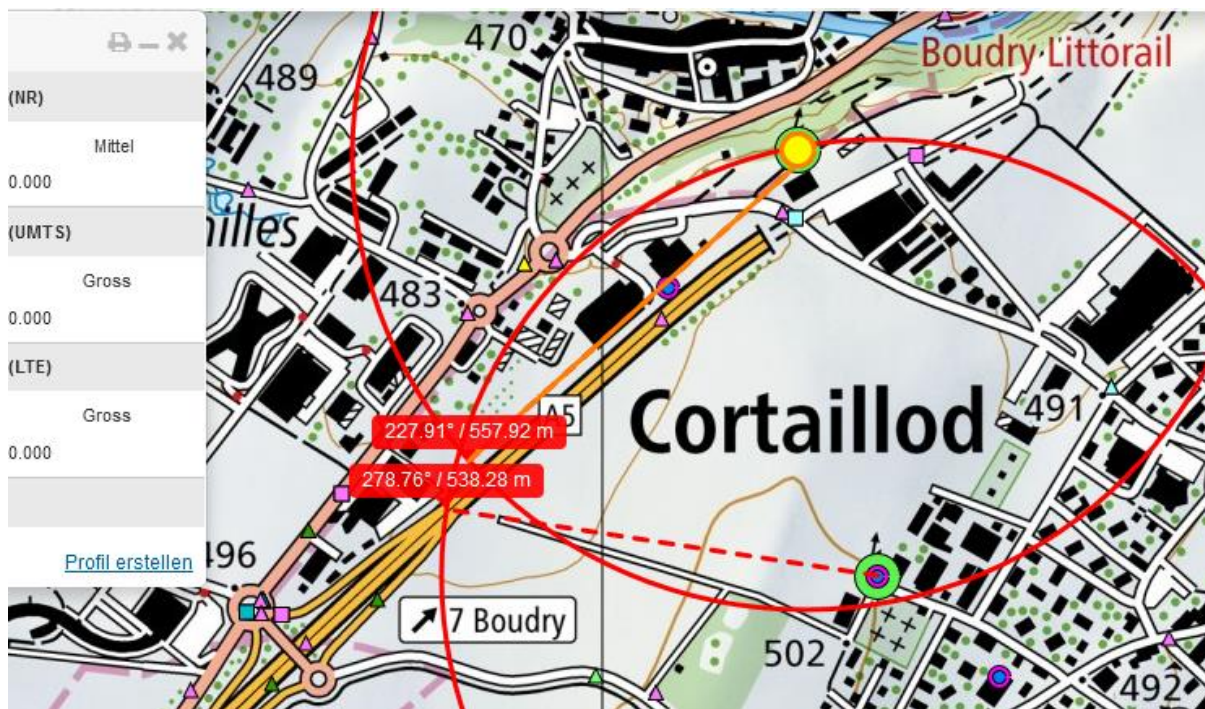 (NR)
Mittel
0.000
(UMTS)
Gross
0.000
(LTE)
Gross
0.000
Profil erstellen
470
Boudry Littorail
489
illes
483
A5
227.91° / 557.92 m
278.76° / 538.28 m
Cortaillod
491
496
7 Boudry
502
492